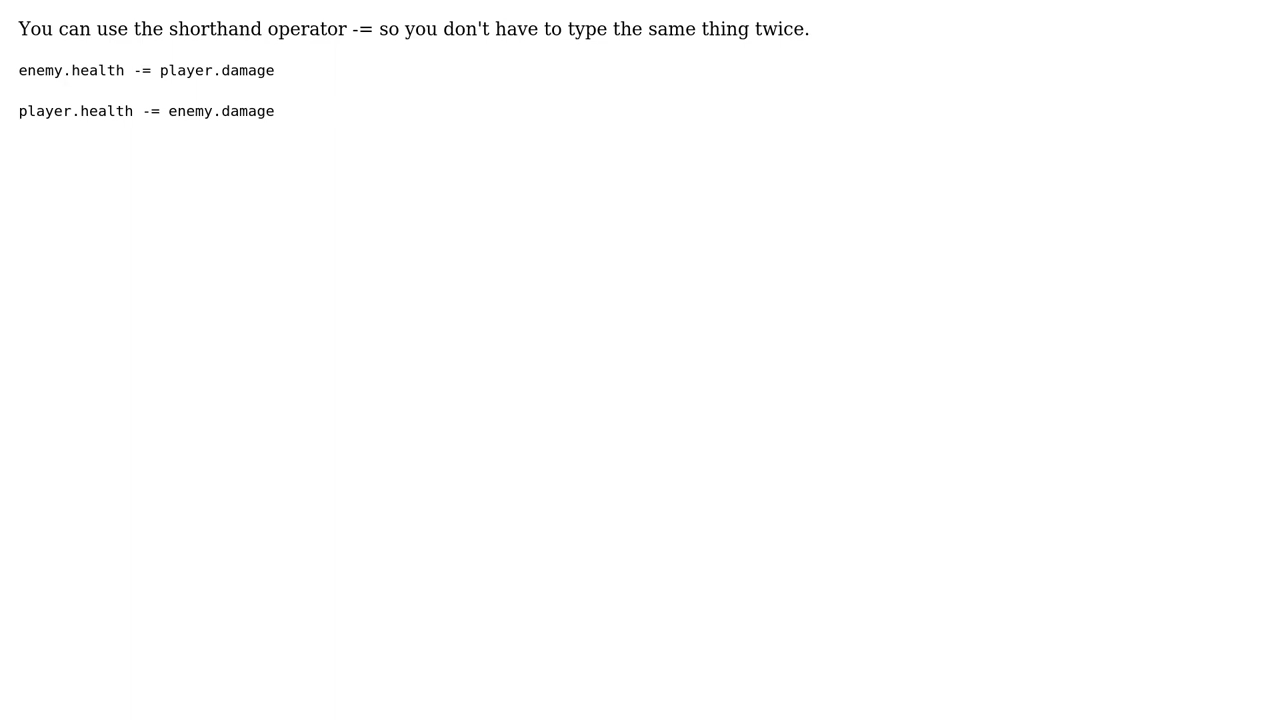 You can use the shorthand operator -= so you don't have to type the same thing twice.
enemy.health -= player.damage
player.health -= enemy.damage